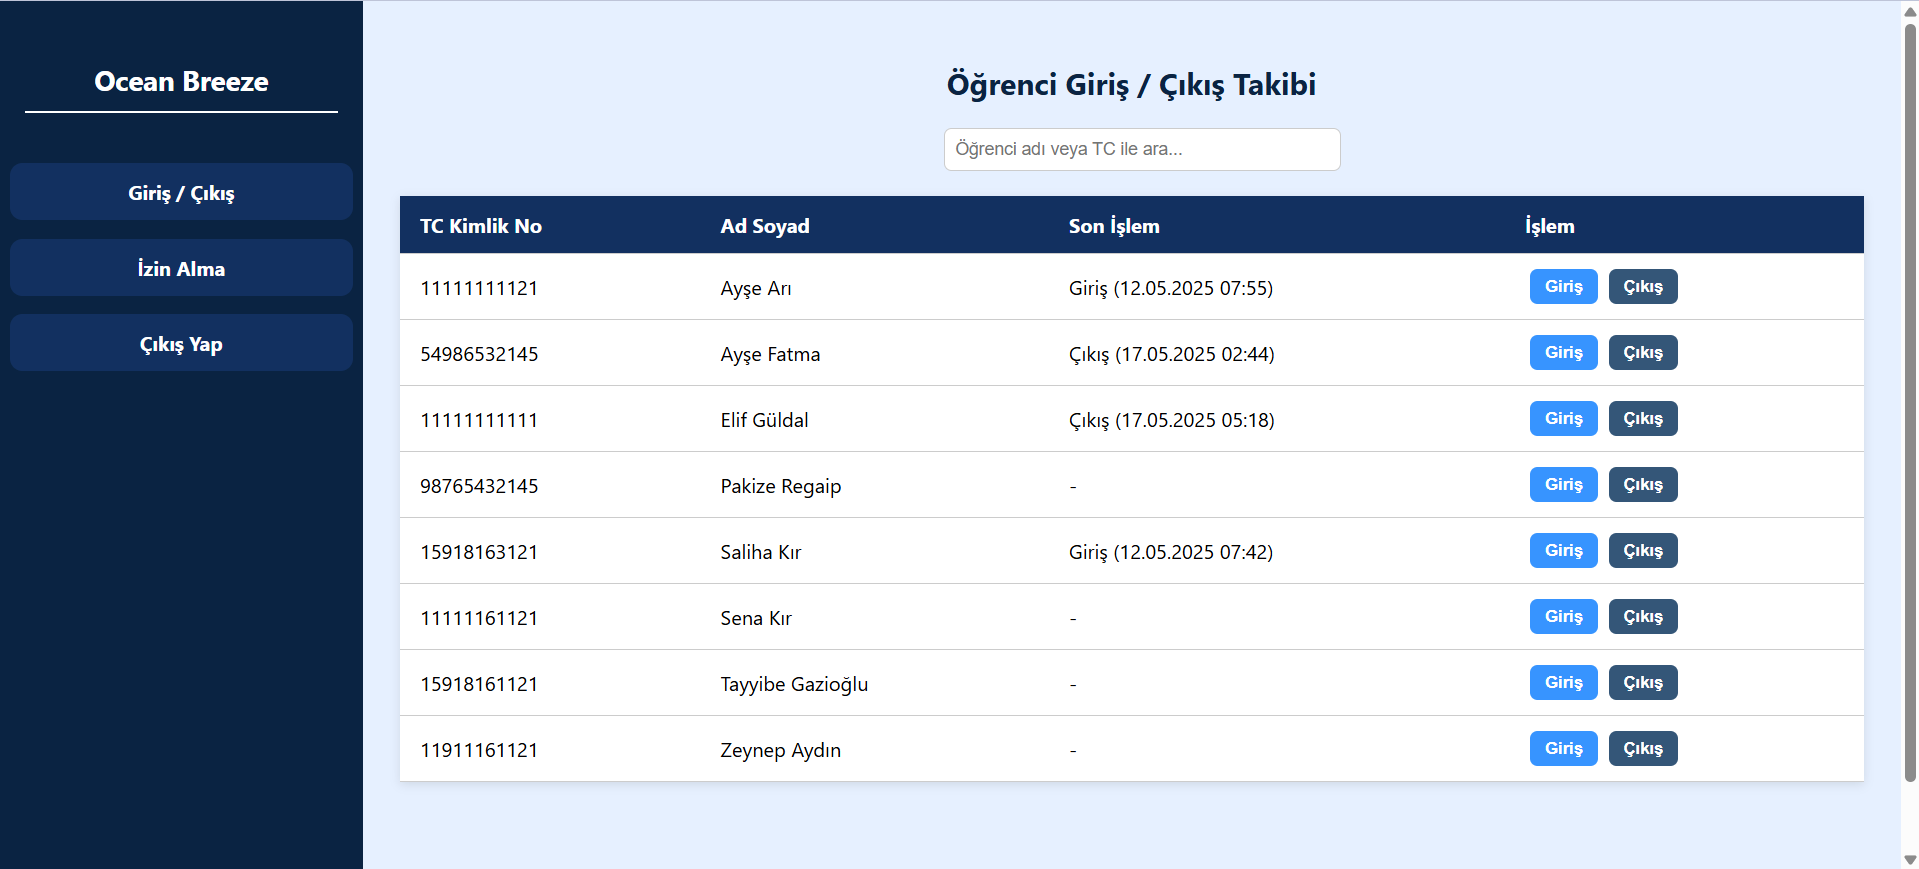 Ocean Breeze
Giriş / Çıkış
İzin Alma
Çıkış Yap
Öğrenci Giriş / Çıkış Takibi
Öğrenci adı veya TC ile ara...
TC Kimlik No Ad Soyad Son İşlem İşlem
11111111121 Ayşe Arı Giriş (12.05.2025 07:55) Giriş Çıkış
54986532145 Ayşe Fatma Çıkış (17.05.2025 02:44) Giriş Çıkış
11111111111 Elif Güldal Çıkış (17.05.2025 05:18) Giriş Çıkış
98765432145 Pakize Regaip - Giriş Çıkış
15918163121 Saliha Kır Giriş (12.05.2025 07:42) Giriş Çıkış
11111161121 Sena Kır - Giriş Çıkış
15918161121 Tayyibe Gazioğlu - Giriş Çıkış
11911161121 Zeynep Aydın - Giriş Çıkış